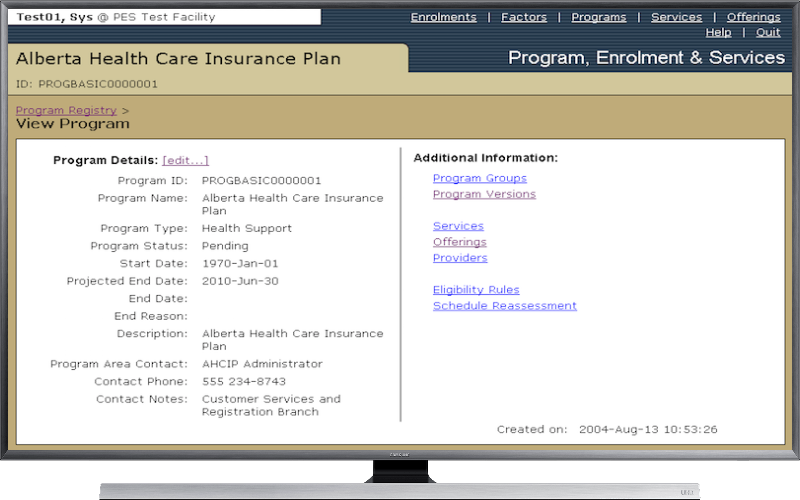 Test01, Sys @ PES Test Facility
Enrolments | Factors | Programs | Services | Offerings
Help | Quit
Alberta Health Care Insurance Plan
Program, Enrolment & Services
ID: PROGBASIC0000001
Program Registry >
View Program
Program Details: [edit...]
Program ID: PROGBASIC0000001
Program Name: Alberta Health Care Insurance
Plan
Program Type: Health Support
Program Status: Pending
Start Date: 1970-Jan-01
Projected End Date: 2010-Jun-30
End Date:
End Reason:
Description: Alberta Health Care Insurance
Plan
Program Area Contact: AHCIP Administrator
Contact Phone: 555 234-8743
Contact Notes: Customer Services and
Registration Branch
Additional Information:
Program Groups
Program Versions
Services
Offerings
Providers
Eligibility Rules
Schedule Reassessment
Created on: 2004-Aug-13 10:53:26